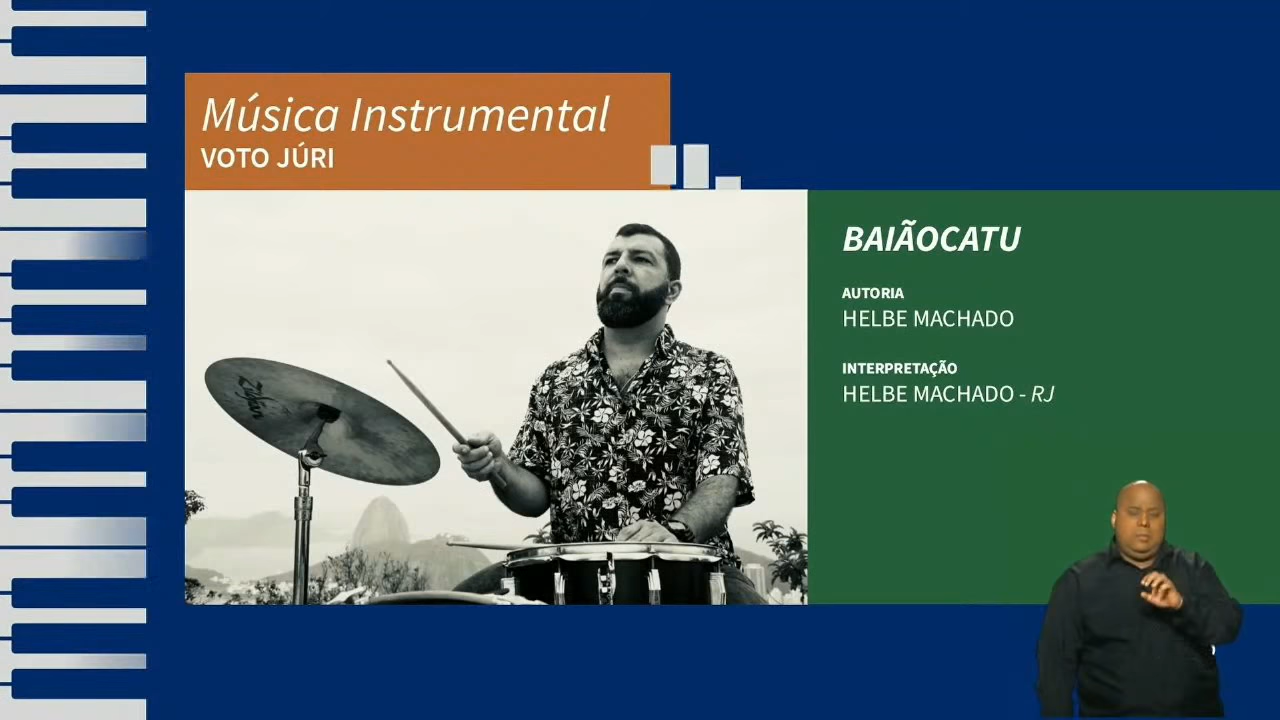 Música Instrumental
VOTO JÚRI
BAIÃOCATU
AUTORIA
HELBE MACHADO
INTERPRETAÇÃO
HELBE MACHADO - RJ
Zildjian